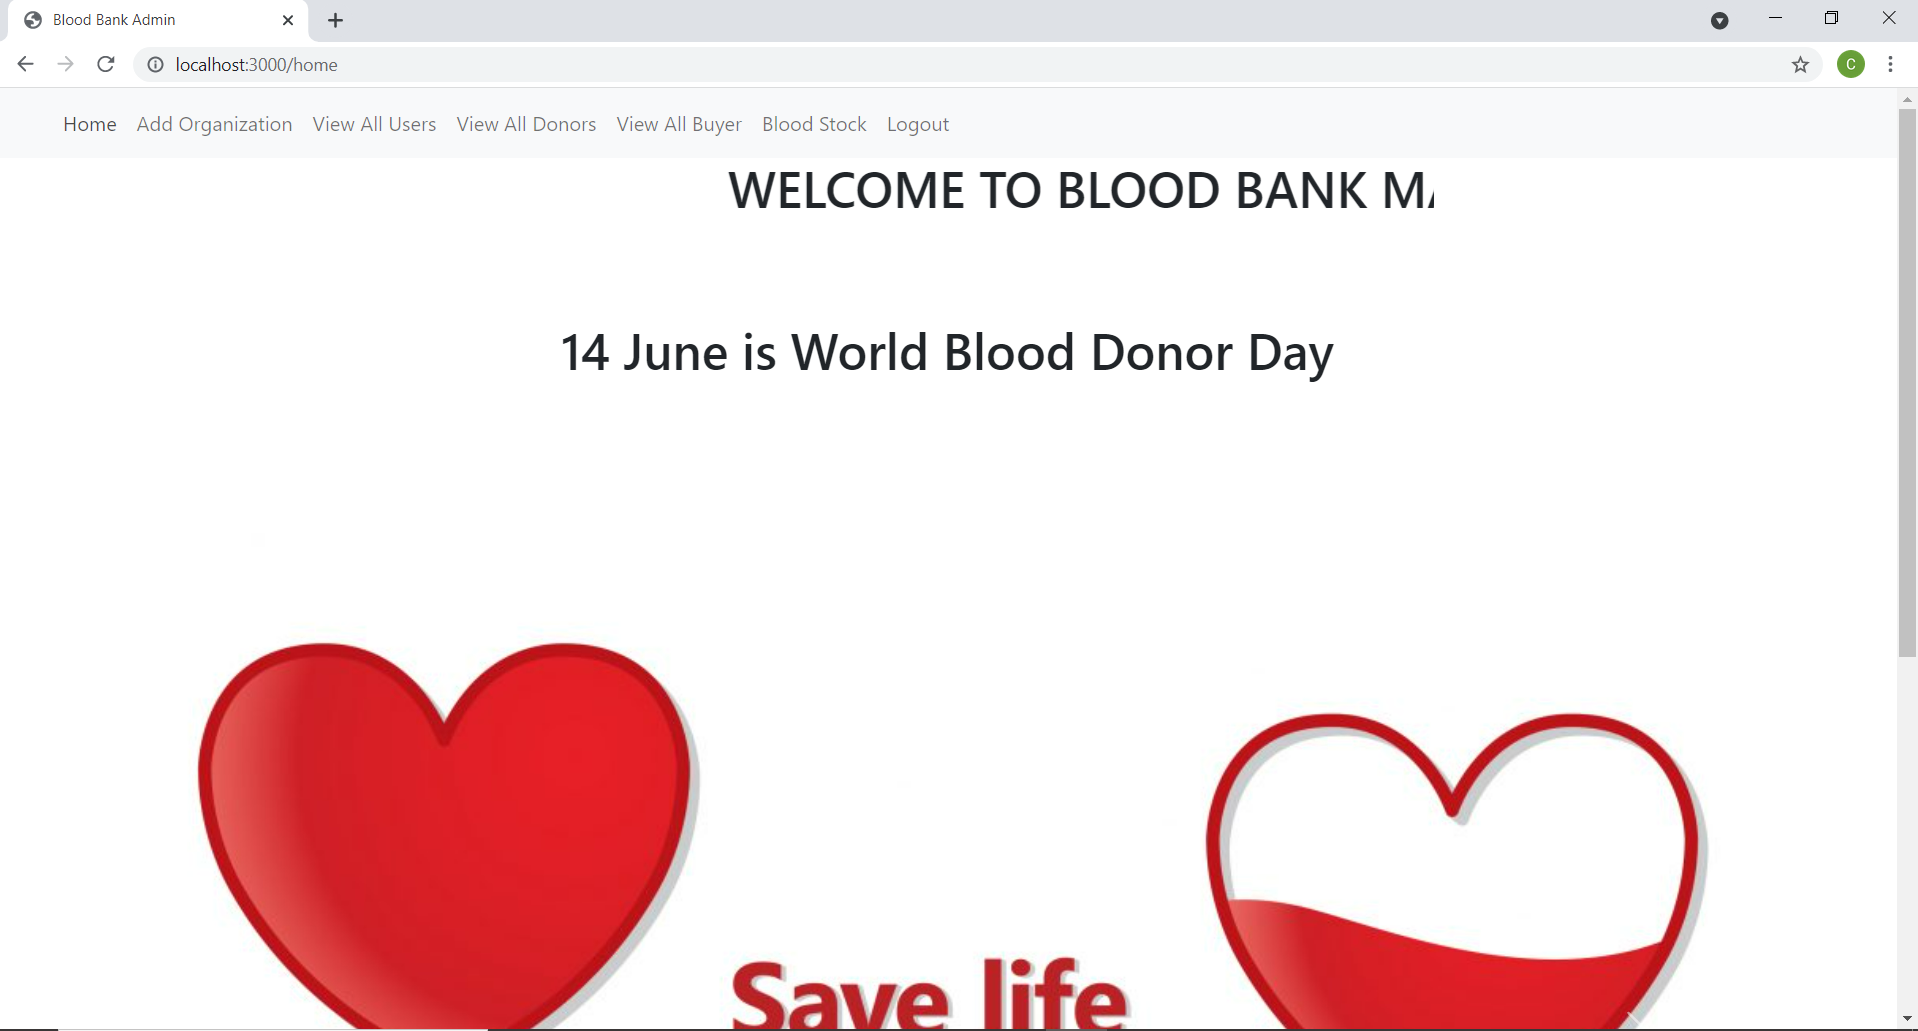 Blood Bank Admin
localhost:3000/home
C
Home Add Organization View All Users View All Donors View All Buyer Blood Stock Logout
WELCOME TO BLOOD BANK MA
14 June is World Blood Donor Day
Save life